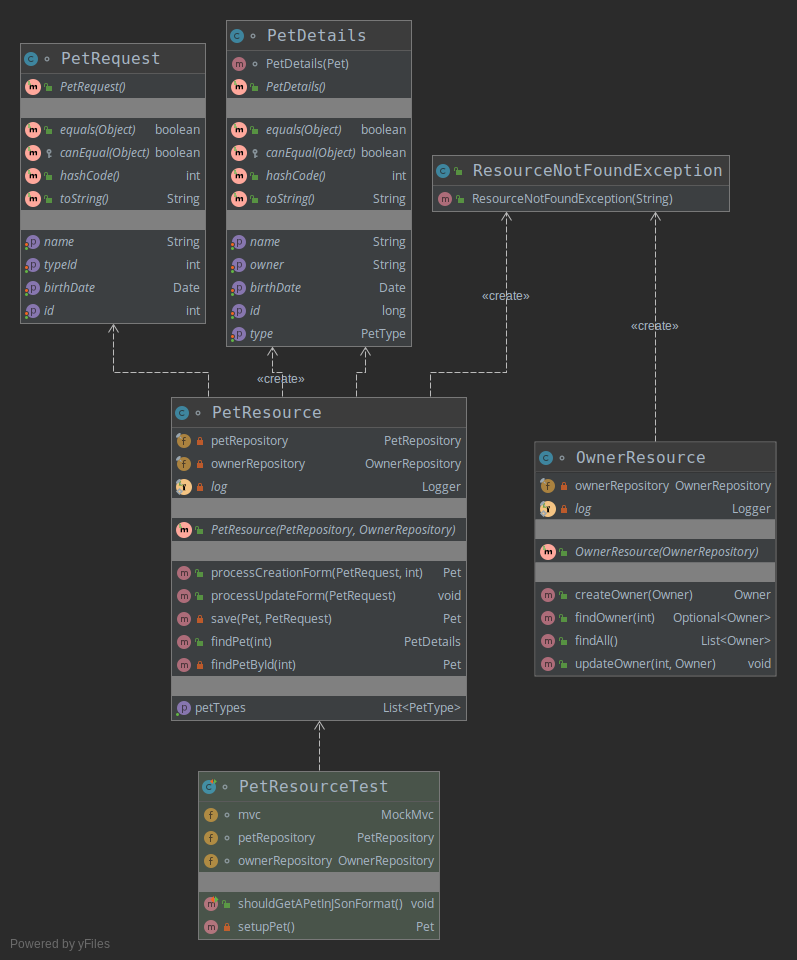 PetRequest
PetRequest()
equals(Object) boolean
canEqual(Object) boolean
hashCode() int
toString() String
name String
typeId int
birthDate Date
id int
PetDetails
PetDetails(Pet)
PetDetails()
equals(Object) boolean
canEqual(Object) boolean
hashCode() int
toString() String
name String
owner String
birthDate Date
id long
type PetType
ResourceNotFoundException
ResourceNotFoundException(String)
«create»
«create»
«create»
PetResource
petRepository PetRepository
ownerRepository OwnerRepository
log Logger
PetResource(PetRepository, OwnerRepository)
processCreationForm(PetRequest, int) Pet
processUpdateForm(PetRequest) void
save(Pet, PetRequest) Pet
findPet(int) PetDetails
findPetById(int) Pet
petTypes List<PetType>
OwnerResource
ownerRepository OwnerRepository
log Logger
OwnerResource(OwnerRepository)
createOwner(Owner) Owner
findOwner(int) Optional<Owner>
findAll() List<Owner>
updateOwner(int, Owner) void
PetResourceTest
mvc MockMvc
petRepository PetRepository
ownerRepository OwnerRepository
shouldGetAPetInJSonFormat() void
setupPet() Pet
Powered by yFiles